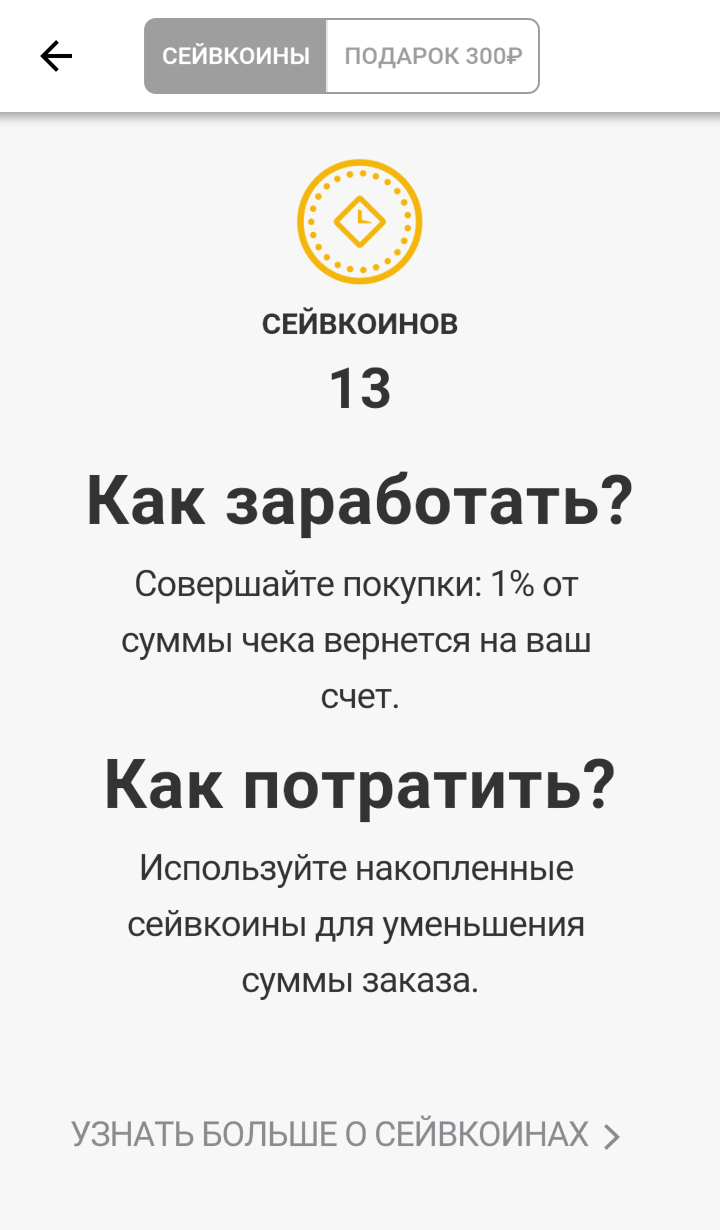 СЕЙВКОИНЫ ПОДАРОК 300₽
СЕЙВКОИНОВ
13
Как заработать?
Совершайте покупки: 1% от
суммы чека вернется на ваш
счет.
Как потратить?
Используйте накопленные
сейвкоины для уменьшения
суммы заказа.
УЗНАТЬ БОЛЬШЕ О СЕЙВКОИНАХ